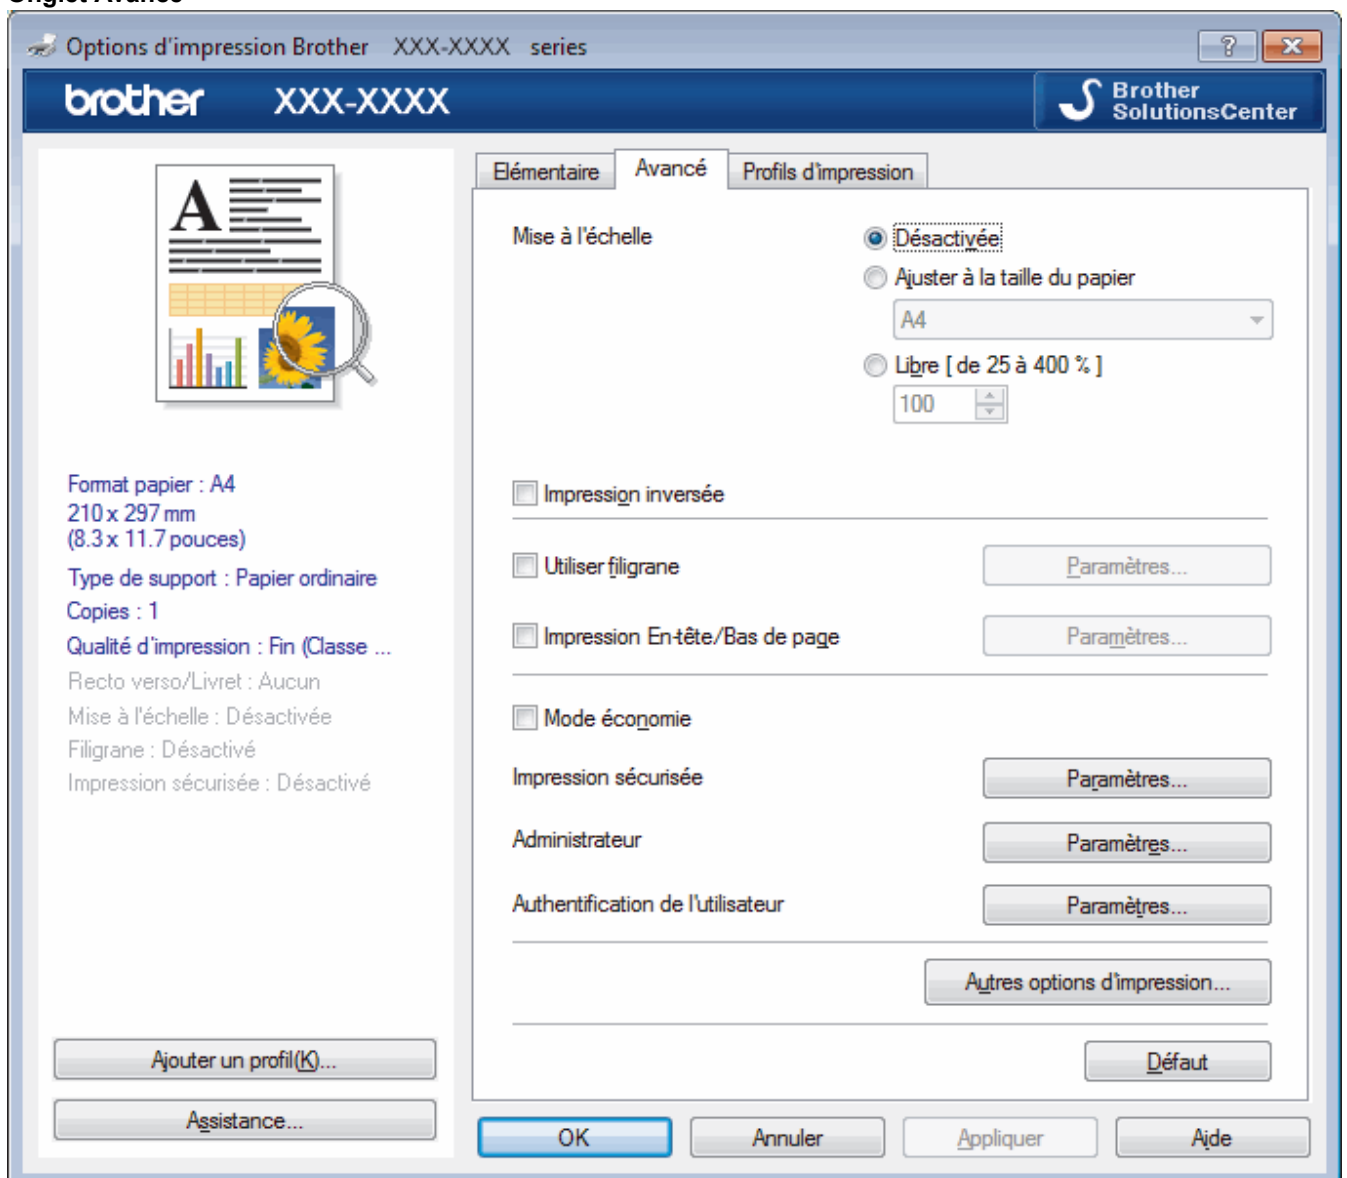 Onglet Avancé
Options d'impression Brother XXX-XXXX series
brother XXX-XXXX
Brother
SolutionsCenter
A
Format papier : A4
210 x 297 mm
(8.3 x 11.7 pouces)
Type de support : Papier ordinaire
Copies : 1
Qualité d'impression : Fin (Classe ...
Recto verso/Livret : Aucun
Mise à l'échelle : Désactivée
Filigrane : Désactivé
Impression sécurisée : Désactivé
Ajouter un profil(K)...
Assistance...
Elémentaire
Avancé
Profils d'impression
Mise à l'échelle
Désactivée
Ajuster à la taille du papier
A4
Libre [ de 25 à 400 % ]
100
Impression inversée
Utiliser filigrane
Paramètres...
Impression En-tête/Bas de page
Paramètres...
Mode économie
Impression sécurisée
Paramètres...
Administrateur
Paramètres...
Authentification de l'utilisateur
Paramètres...
Autres options d'impression...
Défaut
OK
Annuler
Appliquer
Aide